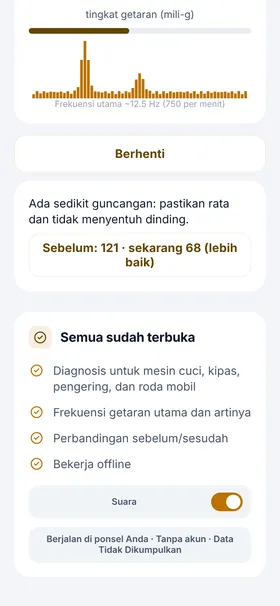 tingkat getaran (mili-g)
Frekuensi utama ~12.5 Hz (750 per menit)
Berhenti
Ada sedikit guncangan: pastikan rata
dan tidak menyentuh dinding.
Sebelum: 121 · sekarang 68 (lebih
baik)
Semua sudah terbuka
Diagnosis untuk mesin cuci, kipas,
pengering, dan roda mobil
Frekuensi getaran utama dan artinya
Perbandingan sebelum/sesudah
Bekerja offline
Suara
Berjalan di ponsel Anda · Tanpa akun · Data
Tidak Dikumpulkan